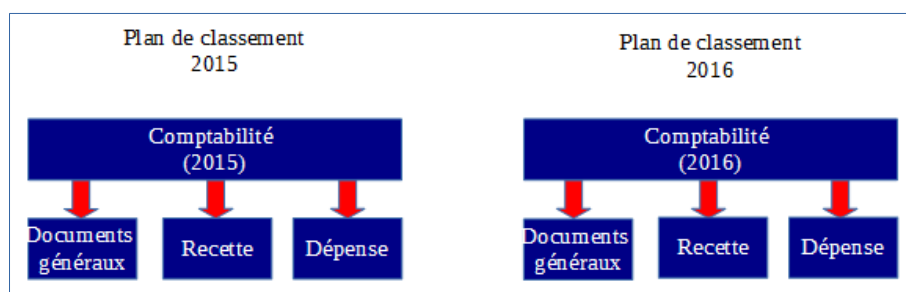 Plan de classement
2015
Comptabilité
(2015)
Documents
généraux
Recette
Dépense
Plan de classement
2016
Comptabilité
(2016)
Documents
généraux
Recette
Dépense